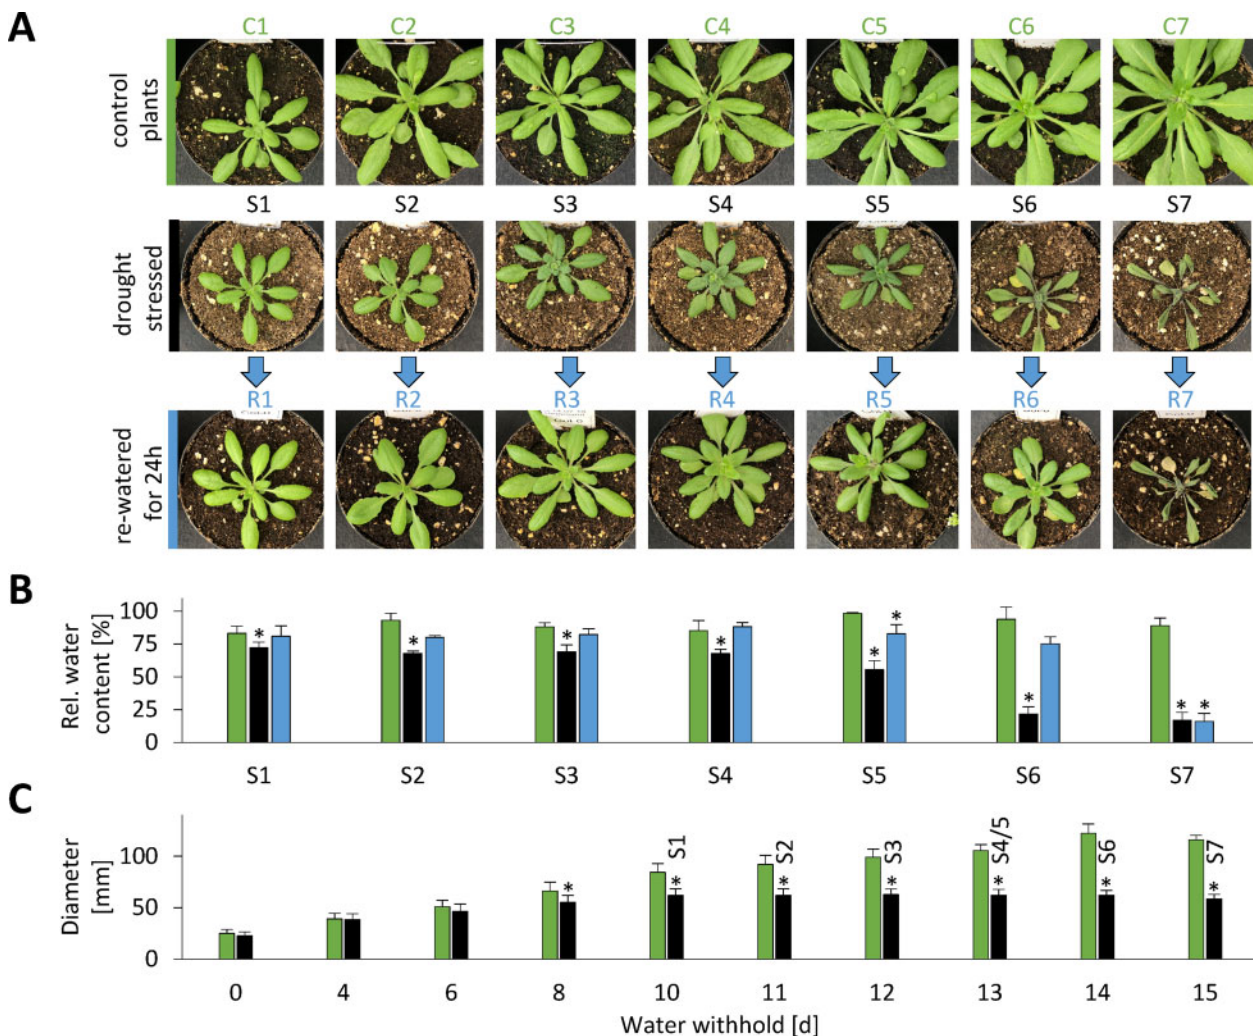 A
C1 C2 C3 C4 C5 C6 C7
control
plants
S1 S2 S3 S4 S5 S6 S7
drought
stressed
R1 R2 R3 R4 R5 R6 R7
re-watered
for 24h
B
Rel. water
content [%]
100
75
50
25
0
* * * * * * * * *
S1 S2 S3 S4 S5 S6 S7
C
Diameter
[mm]
100
50
0
S1 S2 S3 S4/5 S6 S7
* * * * * * *
0 4 6 8 10 11 12 13 14 15
Water withhold [d]